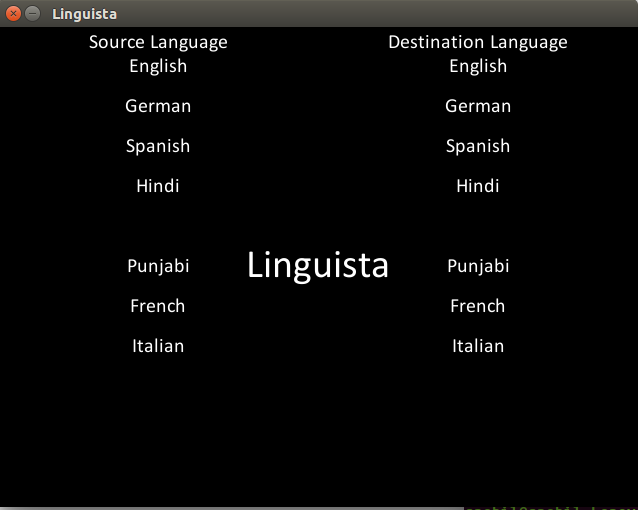 Linguista
Source Language Destination Language
English English
German German
Spanish Spanish
Hindi Hindi
Linguista
Punjabi Punjabi
French French
Italian Italian